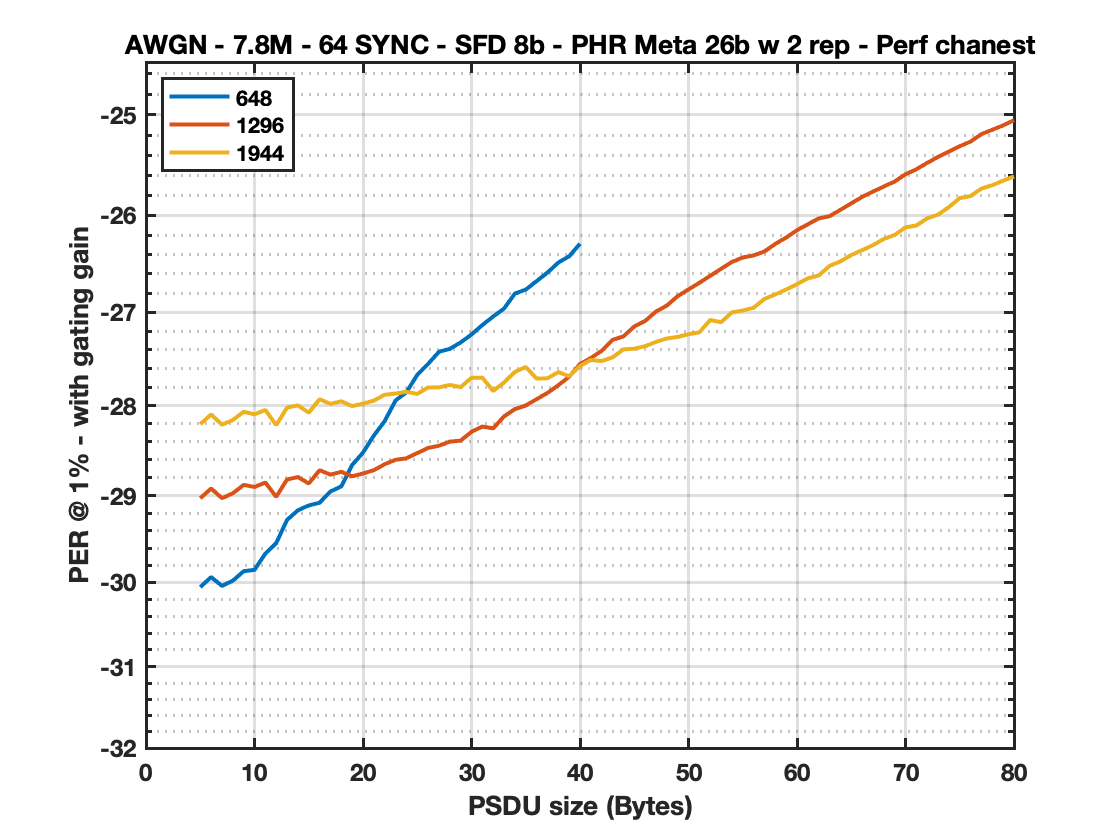 AWGN - 7.8M - 64 SYNC - SFD 8b - PHR Meta 26b w 2 rep - Perf chanest
648
1296
1944
-25
-26
-27
-28
-29
-30
-31
-32
PER @ 1% - with gating gain
0 10 20 30 40 50 60 70 80
PSDU size (Bytes)